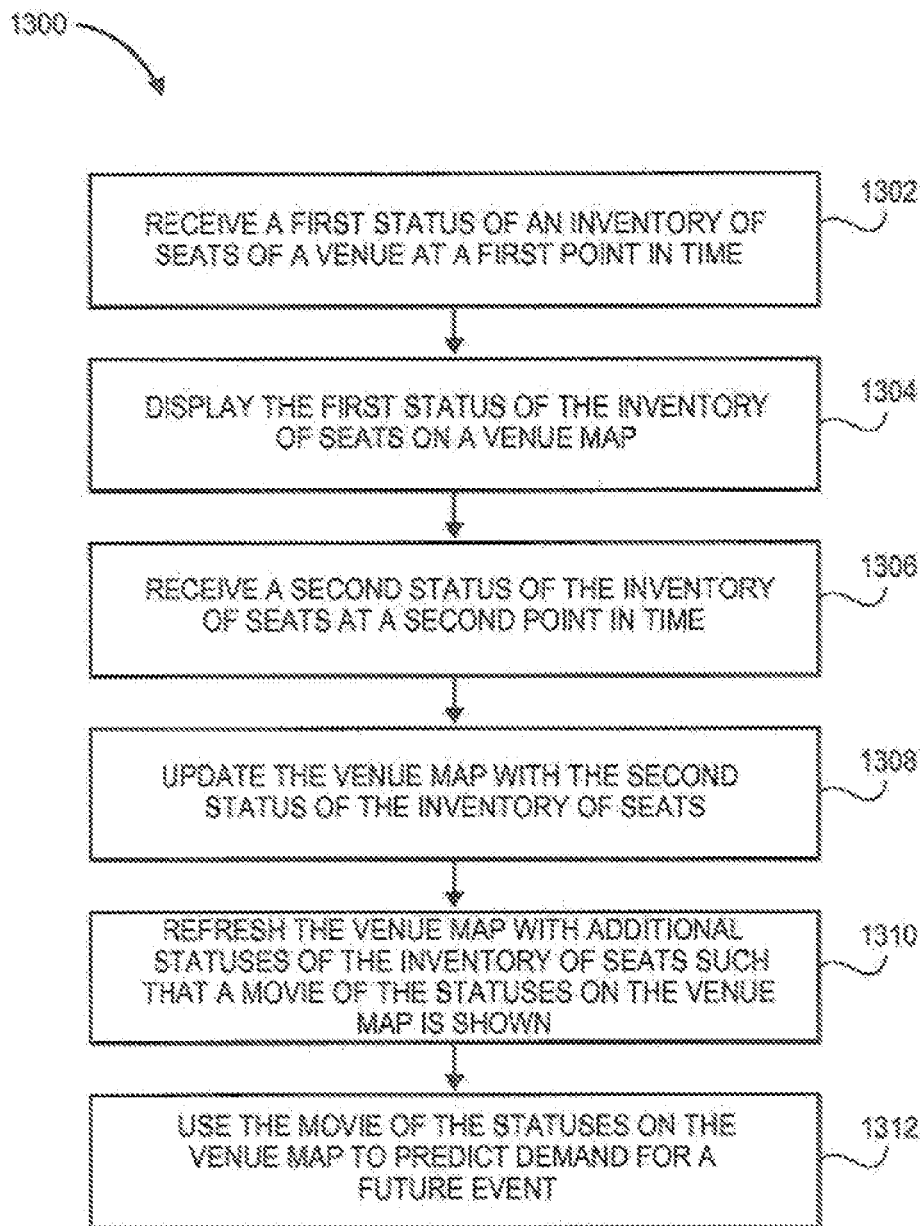 1300
RECEIVE A FIRST STATUS OF AN INVENTORY OF
SEATS OF A VENUE AT A FIRST POINT IN TIME
1302
DISPLAY THE FIRST STATUS OF THE INVENTORY
OF SEATS ON A VENUE MAP
1304
RECEIVE A SECOND STATUS OF THE INVENTORY
OF SEATS AT A SECOND POINT IN TIME
1306
UPDATE THE VENUE MAP WITH THE SECOND
STATUS OF THE INVENTORY OF SEATS
1308
REFRESH THE VENUE MAP WITH ADDITIONAL
STATUSES OF THE INVENTORY OF SEATS SUCH
THAT A MOVIE OF THE STATUSES ON THE VENUE
MAP IS SHOWN
1310
USE THE MOVIE OF THE STATUSES ON THE
VENUE MAP TO PREDICT DEMAND FOR A
FUTURE EVENT
1312